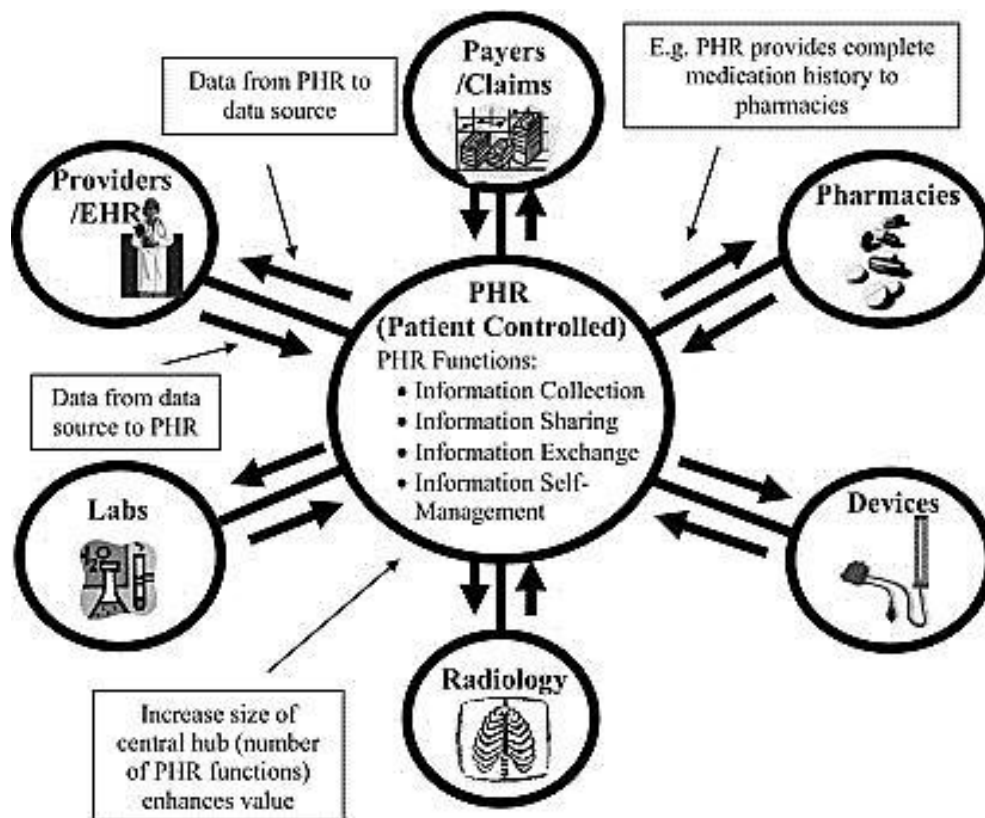 Payers
/Claims
Data from PHR to
data source
E.g. PHR provides complete
medication history to
pharmacies
Providers
/EHR
Pharmacies
PHR
(Patient Controlled)
PHR Functions:
• Information Collection
• Information Sharing
• Information Exchange
• Information Self-
Management
Data from data
source to PHR
Labs
Devices
Radiology
Increase size of
central hub (number
of PHR functions)
enhances value